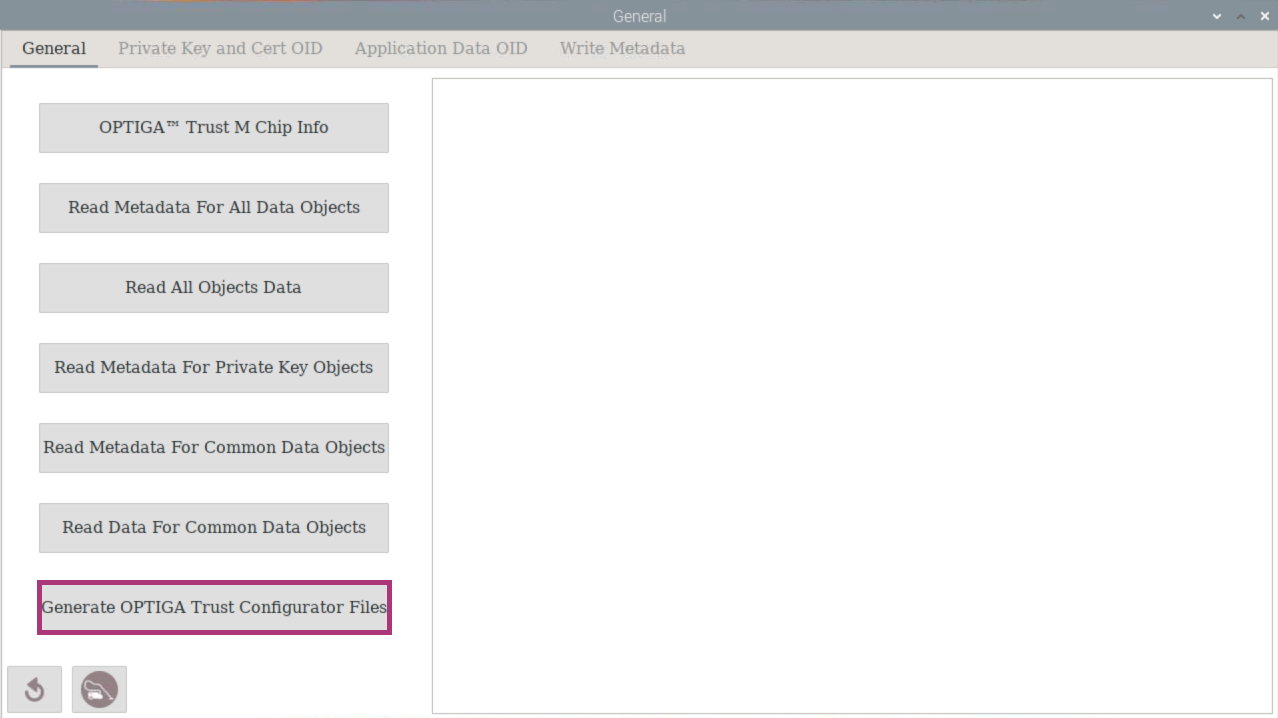 General
General
Private Key and Cert OID
Application Data OID
Write Metadata
OPTIGA™ Trust M Chip Info
Read Metadata For All Data Objects
Read All Objects Data
Read Metadata For Private Key Objects
Read Metadata For Common Data Objects
Read Data For Common Data Objects
Generate OPTIGA Trust Configurator Files